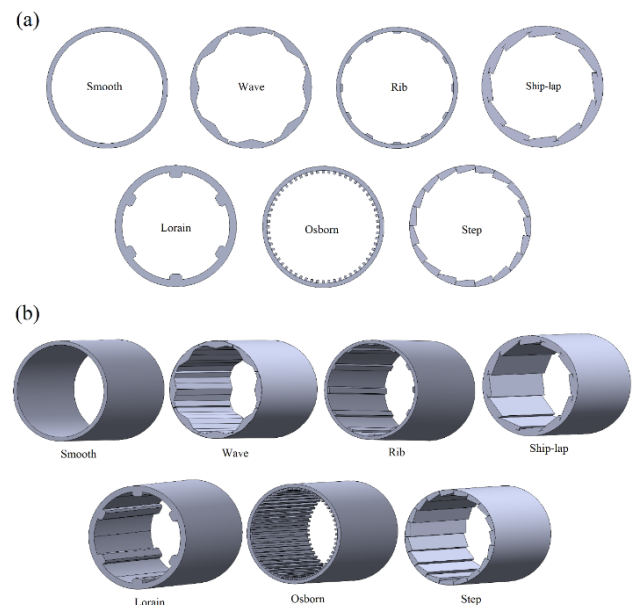 (a)
Smooth
Wave
Rib
Ship-lap
Lorain
Osborn
Step
(b)
Smooth
Wave
Rib
Ship-lap
Lorain
Osborn
Step